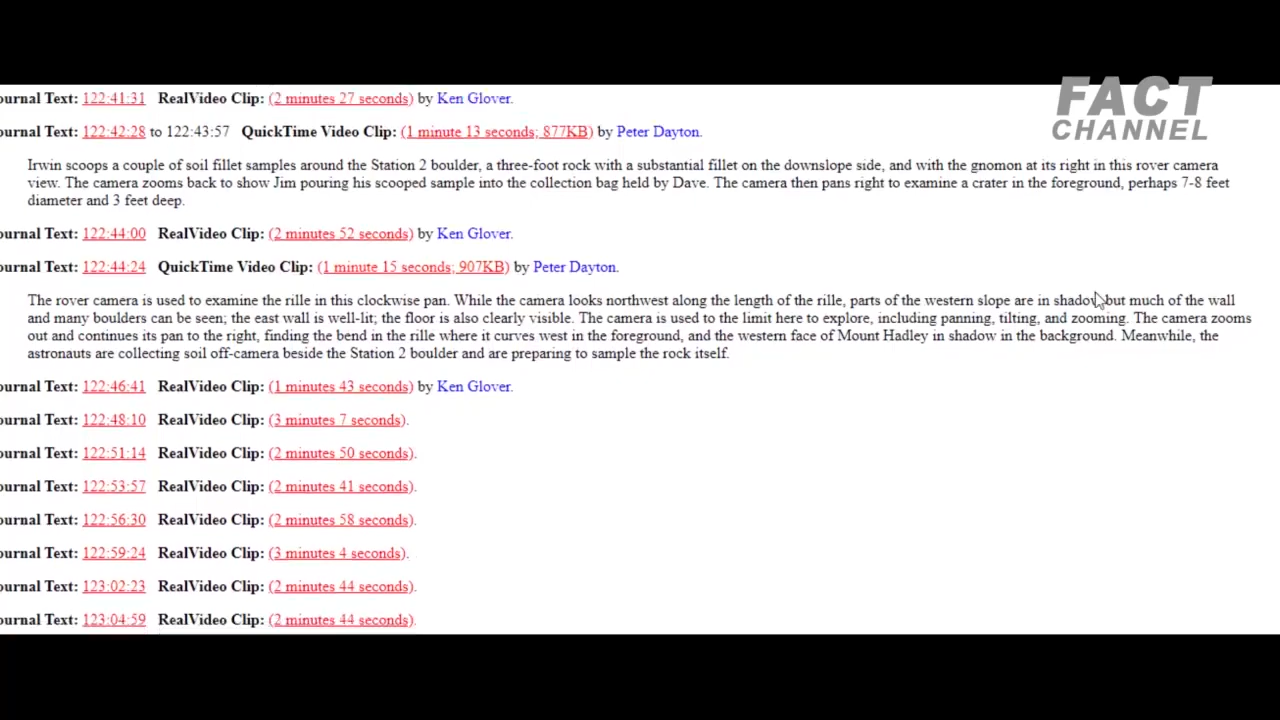 FACT
CHANNEL
ournal Text: 122:41:31 RealVideo Clip: (2 minutes 27 seconds) by Ken Glover.
ournal Text: 122:42:28 to 122:43:57 QuickTime Video Clip: (1 minute 13 seconds; 877KB) by Peter Dayton.
Irwin scoops a couple of soil fillet samples around the Station 2 boulder, a three-foot rock with a substantial fillet on the downslope side, and with the gnomon at its right in this rover camera
view. The camera zooms back to show Jim pouring his scooped sample into the collection bag held by Dave. The camera then pans right to examine a crater in the foreground, perhaps 7-8 feet
diameter and 3 feet deep.
ournal Text: 122:44:00 RealVideo Clip: (2 minutes 52 seconds) by Ken Glover.
ournal Text: 122:44:24 QuickTime Video Clip: (1 minute 15 seconds; 907KB) by Peter Dayton.
The rover camera is used to examine the rille in this clockwise pan. While the camera looks northwest along the length of the rille, parts of the western slope are in shadow but much of the wall
and many boulders can be seen; the east wall is well-lit; the floor is also clearly visible. The camera is used to the limit here to explore, including panning, tilting, and zooming. The camera zooms
out and continues its pan to the right, finding the bend in the rille where it curves west in the foreground, and the western face of Mount Hadley in shadow in the background. Meanwhile, the
astronauts are collecting soil off-camera beside the Station 2 boulder and are preparing to sample the rock itself.
ournal Text: 122:46:41 RealVideo Clip: (1 minutes 43 seconds) by Ken Glover.
ournal Text: 122:48:10 RealVideo Clip: (3 minutes 7 seconds).
ournal Text: 122:51:14 RealVideo Clip: (2 minutes 50 seconds).
ournal Text: 122:53:57 RealVideo Clip: (2 minutes 41 seconds).
ournal Text: 122:56:30 RealVideo Clip: (2 minutes 58 seconds).
ournal Text: 122:59:24 RealVideo Clip: (3 minutes 4 seconds).
ournal Text: 123:02:23 RealVideo Clip: (2 minutes 44 seconds).
ournal Text: 123:04:59 RealVideo Clip: (2 minutes 44 seconds).